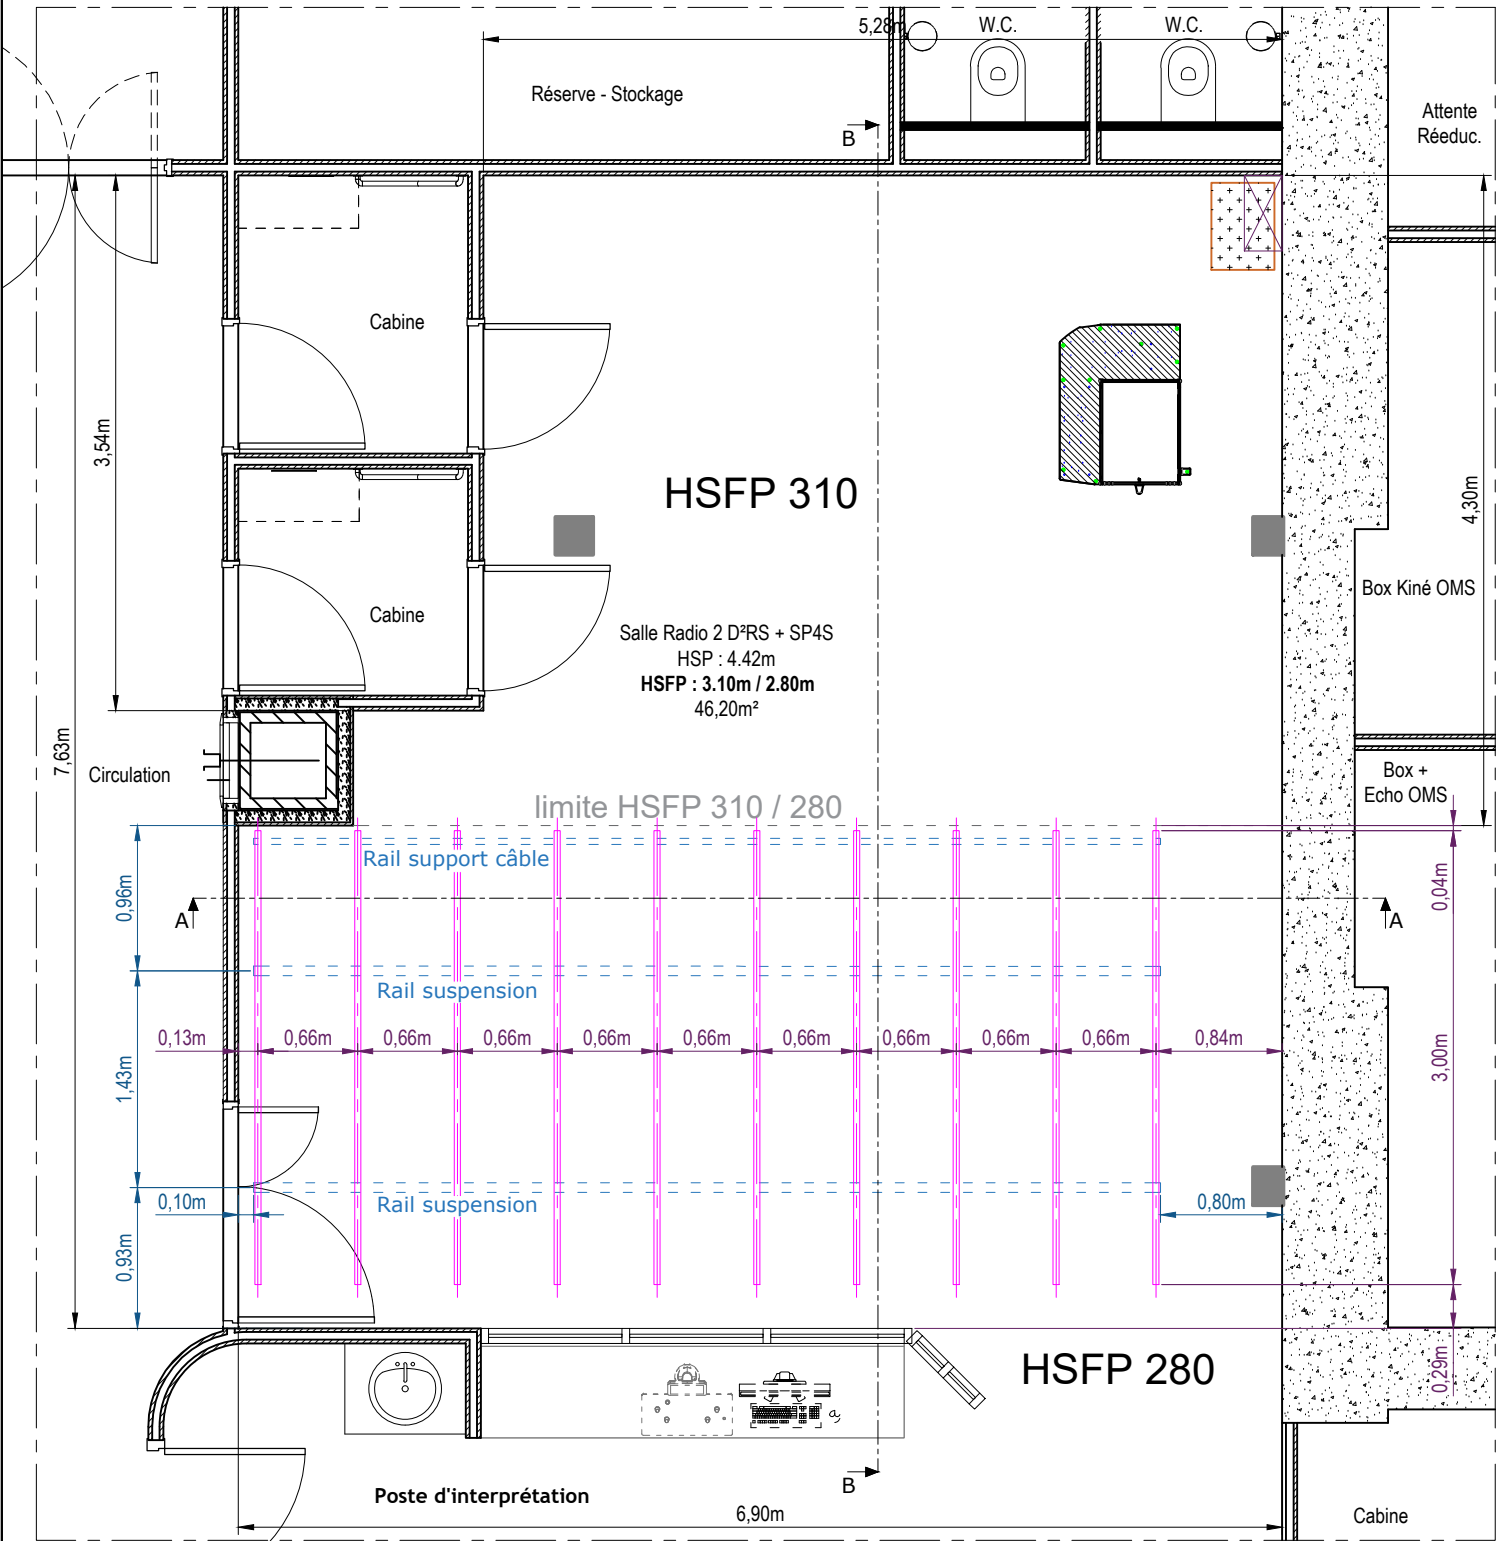 5,28m
W.C.
W.C.
Réserve - Stockage
Attente
Rééduc.
B
Cabine
3,54m
HSFP 310
4,30m
Box Kiné OMS
Cabine
Salle Radio 2 D²RS + SP4S
HSP : 4.42m
HSFP : 3.10m / 2.80m
46,20m²
7,63m
Circulation
Box +
Echo OMS
limite HSFP 310 / 280
Rail support câble
0,96m
0,04m
A
A
Rail suspension
0,13m
0,66m
0,66m
0,66m
0,66m
0,66m
0,66m
0,66m
0,66m
0,66m
0,84m
1,43m
3,00m
0,10m
Rail suspension
0,80m
0,93m
HSFP 280
0,29m
a
B
Poste d'interprétation
6,90m
Cabine